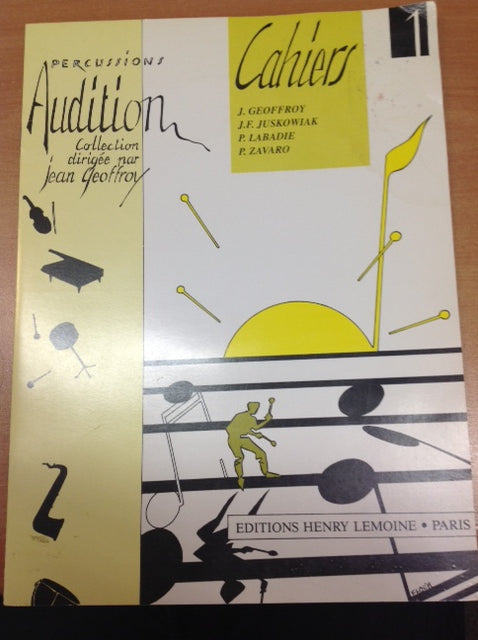 PERCUSSIONS
Audition
Collection
dirigée par
jean Geoffroy
Cahiers
J. GEOFFROY
J.F. JUSKOWIAK
P. LABADIE
P. ZAVARO
1
EDITIONS HENRY LEMOINE • PARIS